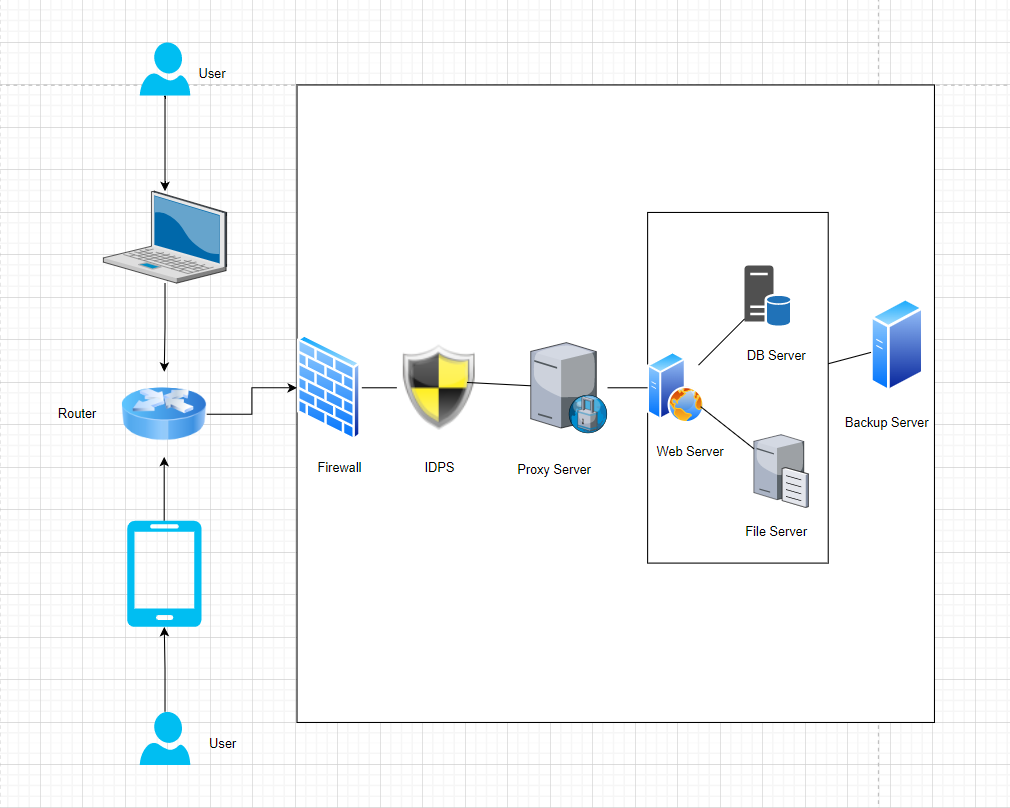 User
Router
Firewall
IDPS
Proxy Server
Web Server
DB Server
File Server
Backup Server
User